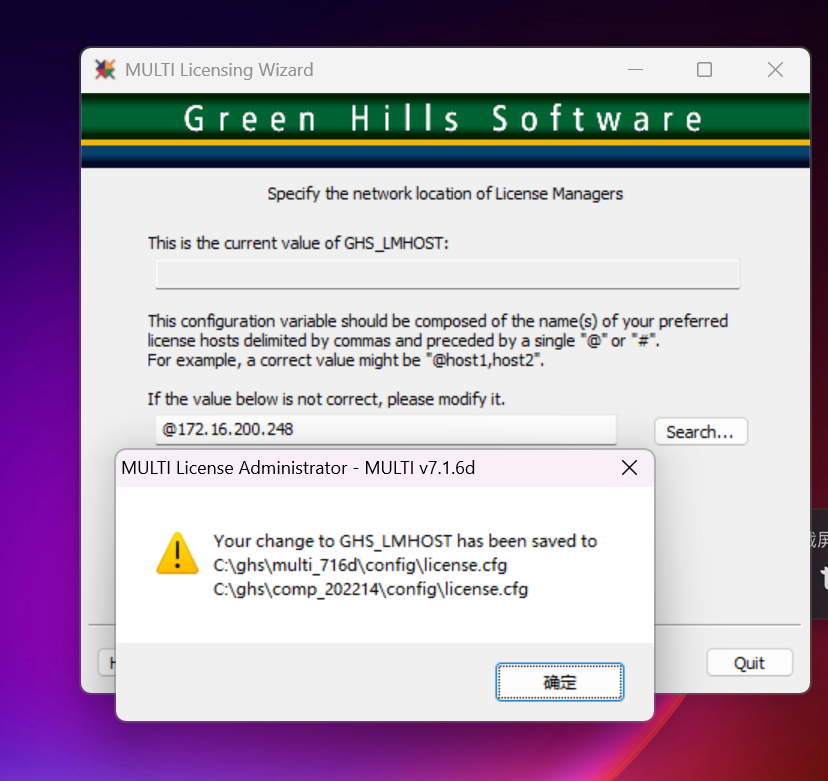 MULTI Licensing Wizard
Green Hills Software
Specify the network location of License Managers
This is the current value of GHS_LMHOST:
This configuration variable should be composed of the name(s) of your preferred
license hosts delimited by commas and preceded by a single "@" or "#".
For example, a correct value might be "@host1,host2".
If the value below is not correct, please modify it.
@172.16.200.248
Search...
MULTI License Administrator - MULTI v7.1.6d
Your change to GHS_LMHOST has been saved to
C:\ghs\multi_716d\config\license.cfg
C:\ghs\comp_202214\config\license.cfg
确定
Quit